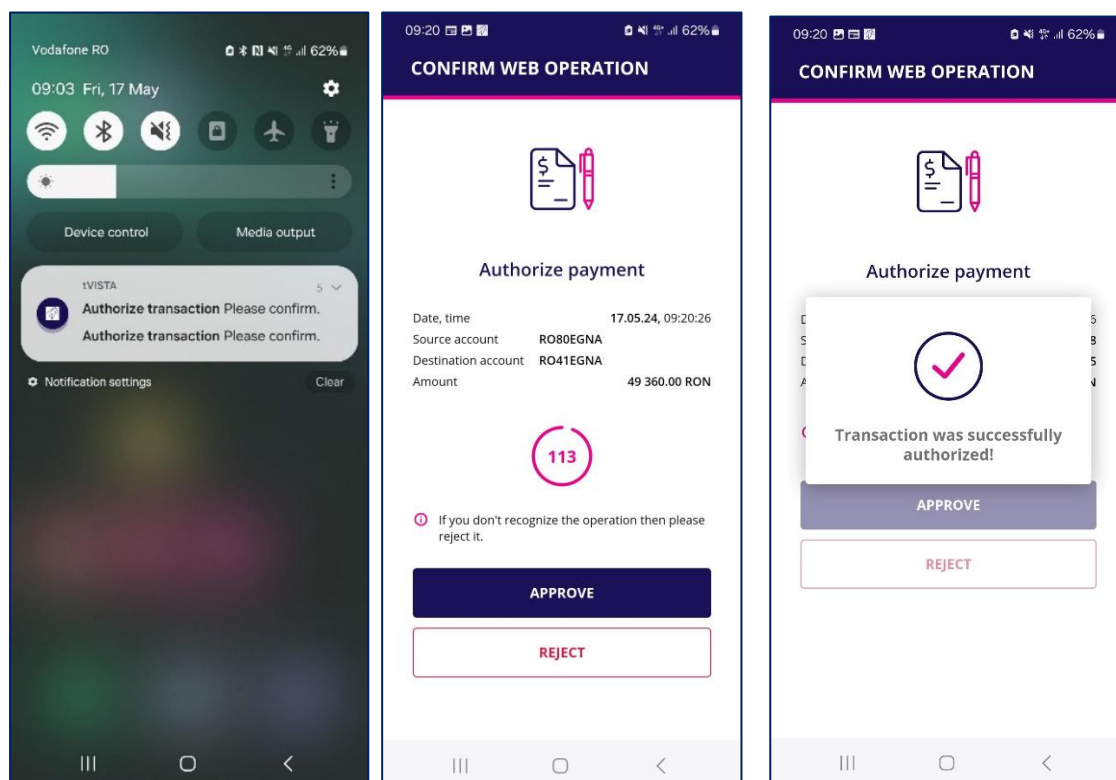 Vodafone RO
62%
09:03 Fri, 17 May
Device control
Media output
tVISTA
5
Authorize transaction Please confirm.
Authorize transaction Please confirm.
Notification settings
Clear
09:20
62%
CONFIRM WEB OPERATION
$
Authorize payment
Date, time 17.05.24, 09:20:26
Source account RO80EGNA
Destination account RO41EGNA
Amount 49 360.00 RON
113
If you don't recognize the operation then please
reject it.
APPROVE
REJECT
09:20
62%
CONFIRM WEB OPERATION
$
Authorize payment
Transaction was successfully
authorized!
APPROVE
REJECT